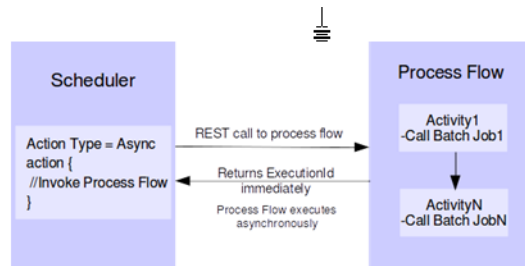 Scheduler
Action Type = Async
action {
//Invoke Process Flow
}
REST call to process flow
Returns ExecutionId
immediately
Process Flow executes
asynchronously
Process Flow
Activity1
-Call Batch Job1
ActivityN
-Call Batch JobN